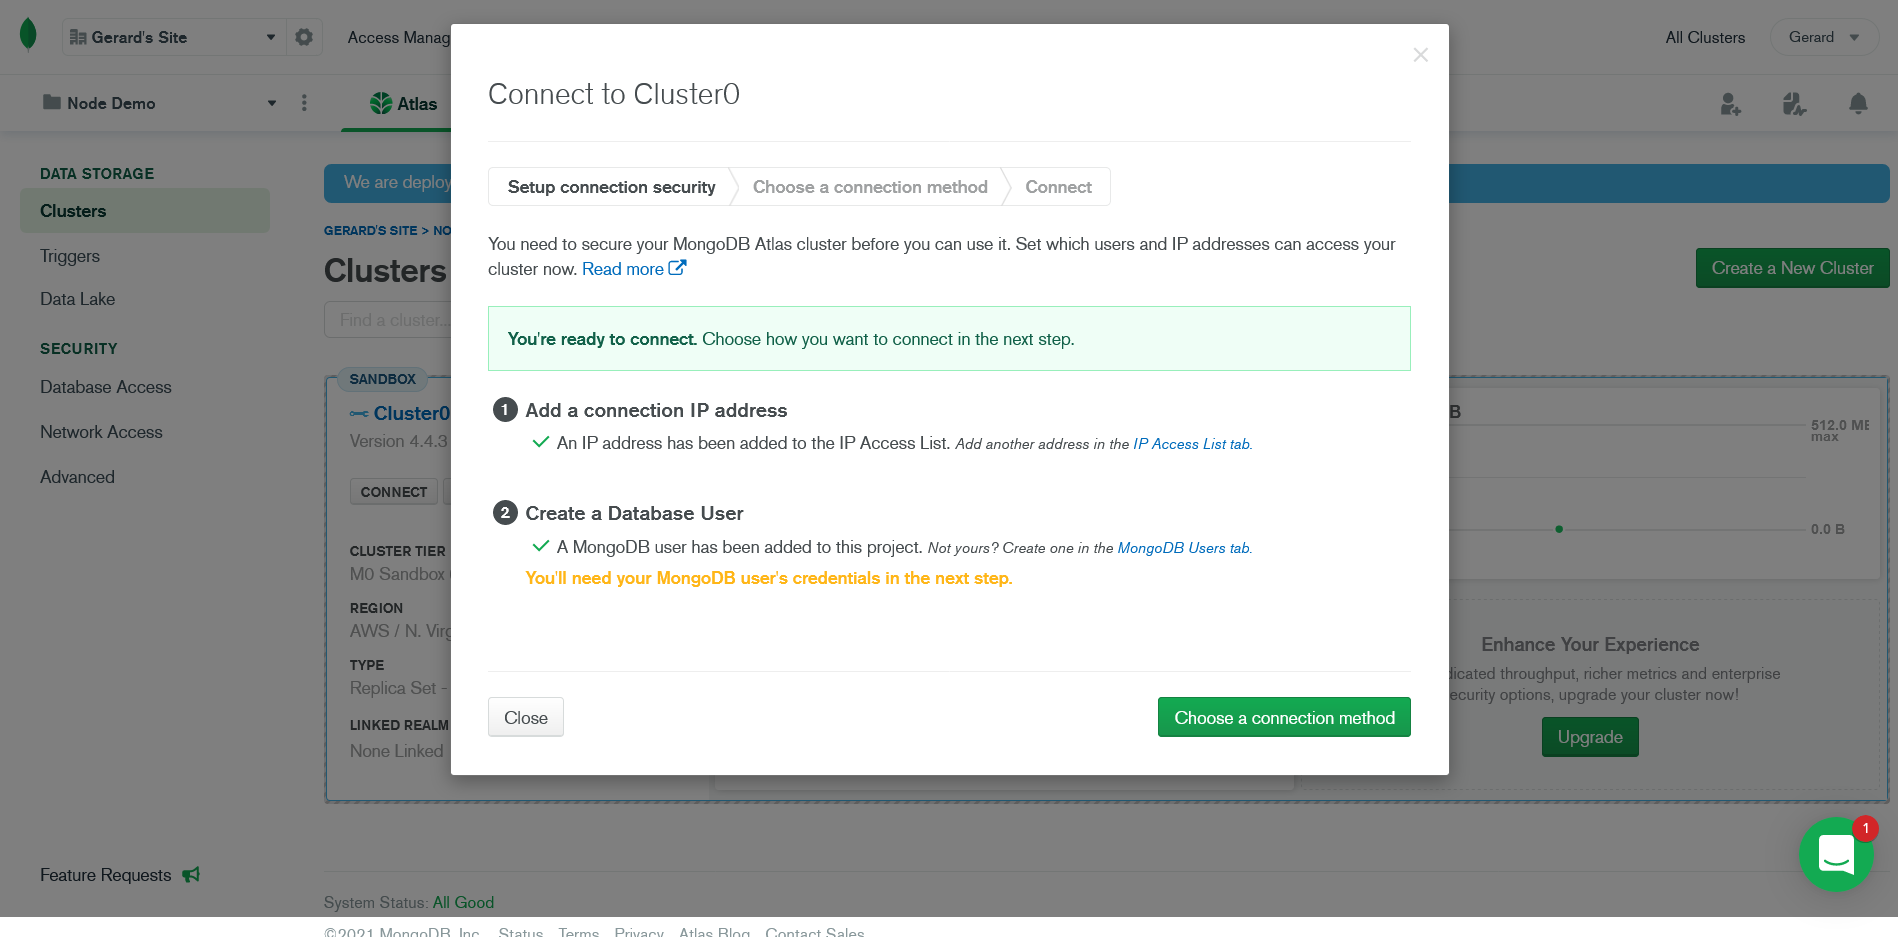 Gerard's Site
Access Manag
All Clusters
Gerard
Node Demo
Atlas
DATA STORAGE
Clusters
Triggers
Data Lake
SECURITY
Database Access
Network Access
Advanced
Feature Requests
We are deploy
GERARD'S SITE > NO
Clusters
Find a cluster...
Create a New Cluster
SANDBOX
Cluster0
Version 4.4.3
CONNECT
CLUSTER TIER
M0 Sandbox
REGION
AWS / N. Virg
TYPE
Replica Set -
LINKED REALM
None Linked
Connect to Cluster0
Setup connection security
Choose a connection method
Connect
You need to secure your MongoDB Atlas cluster before you can use it. Set which users and IP addresses can access your
cluster now. Read more
You're ready to connect. Choose how you want to connect in the next step.
1 Add a connection IP address
An IP address has been added to the IP Access List. Add another address in the IP Access List tab.
2 Create a Database User
A MongoDB user has been added to this project. Not yours? Create one in the MongoDB Users tab.
You'll need your MongoDB user's credentials in the next step.
Close
Choose a connection method
B
512.0 MB
max
0.0 B
Enhance Your Experience
dicated throughput, richer metrics and enterprise
ecurity options, upgrade your cluster now!
Upgrade
1
System Status: All Good
©2021 MongoDB, Inc. Status Terms Privacy Atlas Blog Contact Sales